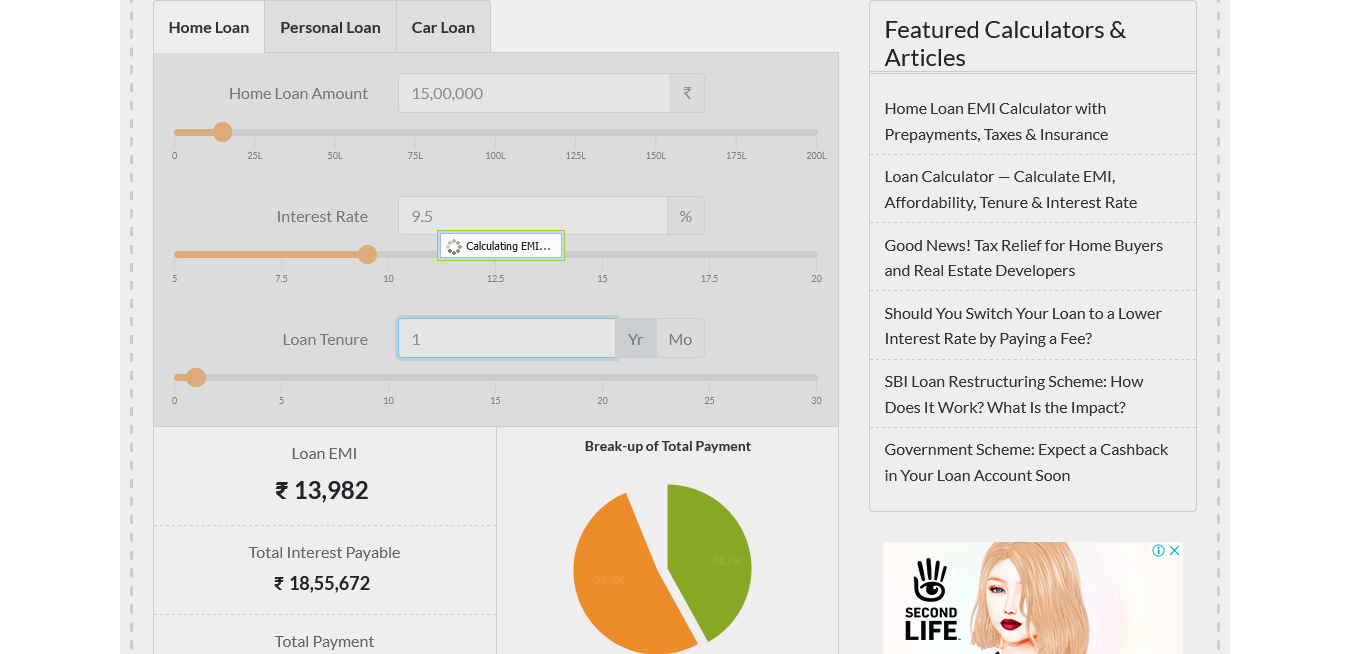 Home Loan
Personal Loan
Car Loan
Home Loan Amount
15,00,000
₹
0
25L
50L
75L
100L
125L
150L
175L
200L
Interest Rate
9.5
%
Calculating EMI...
5
7.5
10
12.5
15
17.5
20
Loan Tenure
1
Yr
Mo
0
5
10
15
20
25
30
Loan EMI
₹ 13,982
Total Interest Payable
₹ 18,55,672
Total Payment
Break-up of Total Payment
44.7%
55.3%
Featured Calculators &
Articles
Home Loan EMI Calculator with
Prepayments, Taxes & Insurance
Loan Calculator — Calculate EMI,
Affordability, Tenure & Interest Rate
Good News! Tax Relief for Home Buyers
and Real Estate Developers
Should You Switch Your Loan to a Lower
Interest Rate by Paying a Fee?
SBI Loan Restructuring Scheme: How
Does It Work? What Is the Impact?
Government Scheme: Expect a Cashback
in Your Loan Account Soon
SECOND
LIFE